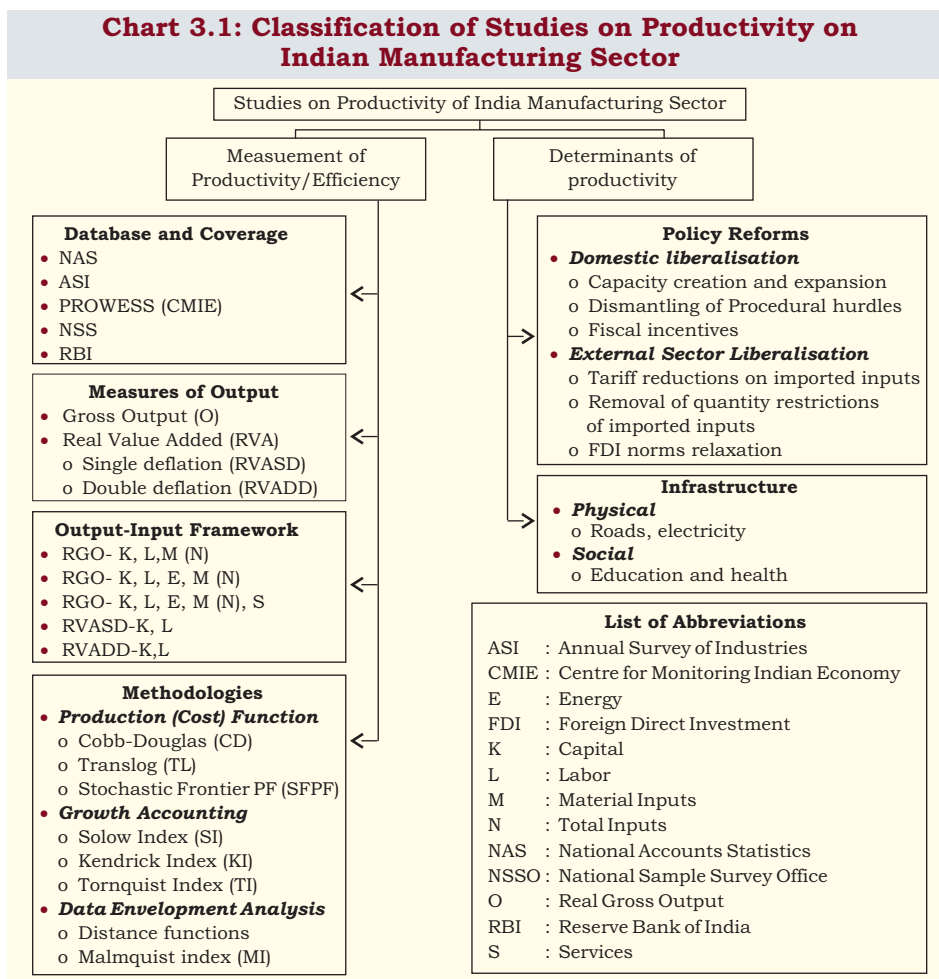 Chart 3.1: Classification of Studies on Productivity on
Indian Manufacturing Sector
Studies on Productivity of India Manufacturing Sector
Measuement of
Productivity/Efficiency
Determinants of
productivity
Database and Coverage
• NAS
• ASI
• PROWESS (CMIE)
• NSS
• RBI
Measures of Output
• Gross Output (O)
• Real Value Added (RVA)
o Single deflation (RVASD)
o Double deflation (RVADD)
Output-Input Framework
• RGO- K, L,M (N)
• RGO- K, L, E, M (N)
• RGO- K, L, E, M (N), S
• RVASD-K, L
• RVADD-K,L
Methodologies
• Production (Cost) Function
o Cobb-Douglas (CD)
o Translog (TL)
o Stochastic Frontier PF (SFPF)
• Growth Accounting
o Solow Index (SI)
o Kendrick Index (KI)
o Tornquist Index (TI)
• Data Envelopment Analysis
o Distance functions
o Malmquist index (MI)
Policy Reforms
• Domestic liberalisation
o Capacity creation and expansion
o Dismantling of Procedural hurdles
o Fiscal incentives
• External Sector Liberalisation
o Tariff reductions on imported inputs
o Removal of quantity restrictions
of imported inputs
o FDI norms relaxation
Infrastructure
• Physical
o Roads, electricity
• Social
o Education and health
List of Abbreviations
ASI : Annual Survey of Industries
CMIE : Centre for Monitoring Indian Economy
E : Energy
FDI : Foreign Direct Investment
K : Capital
L : Labor
M : Material Inputs
N : Total Inputs
NAS : National Accounts Statistics
NSSO : National Sample Survey Office
O : Real Gross Output
RBI : Reserve Bank of India
S : Services